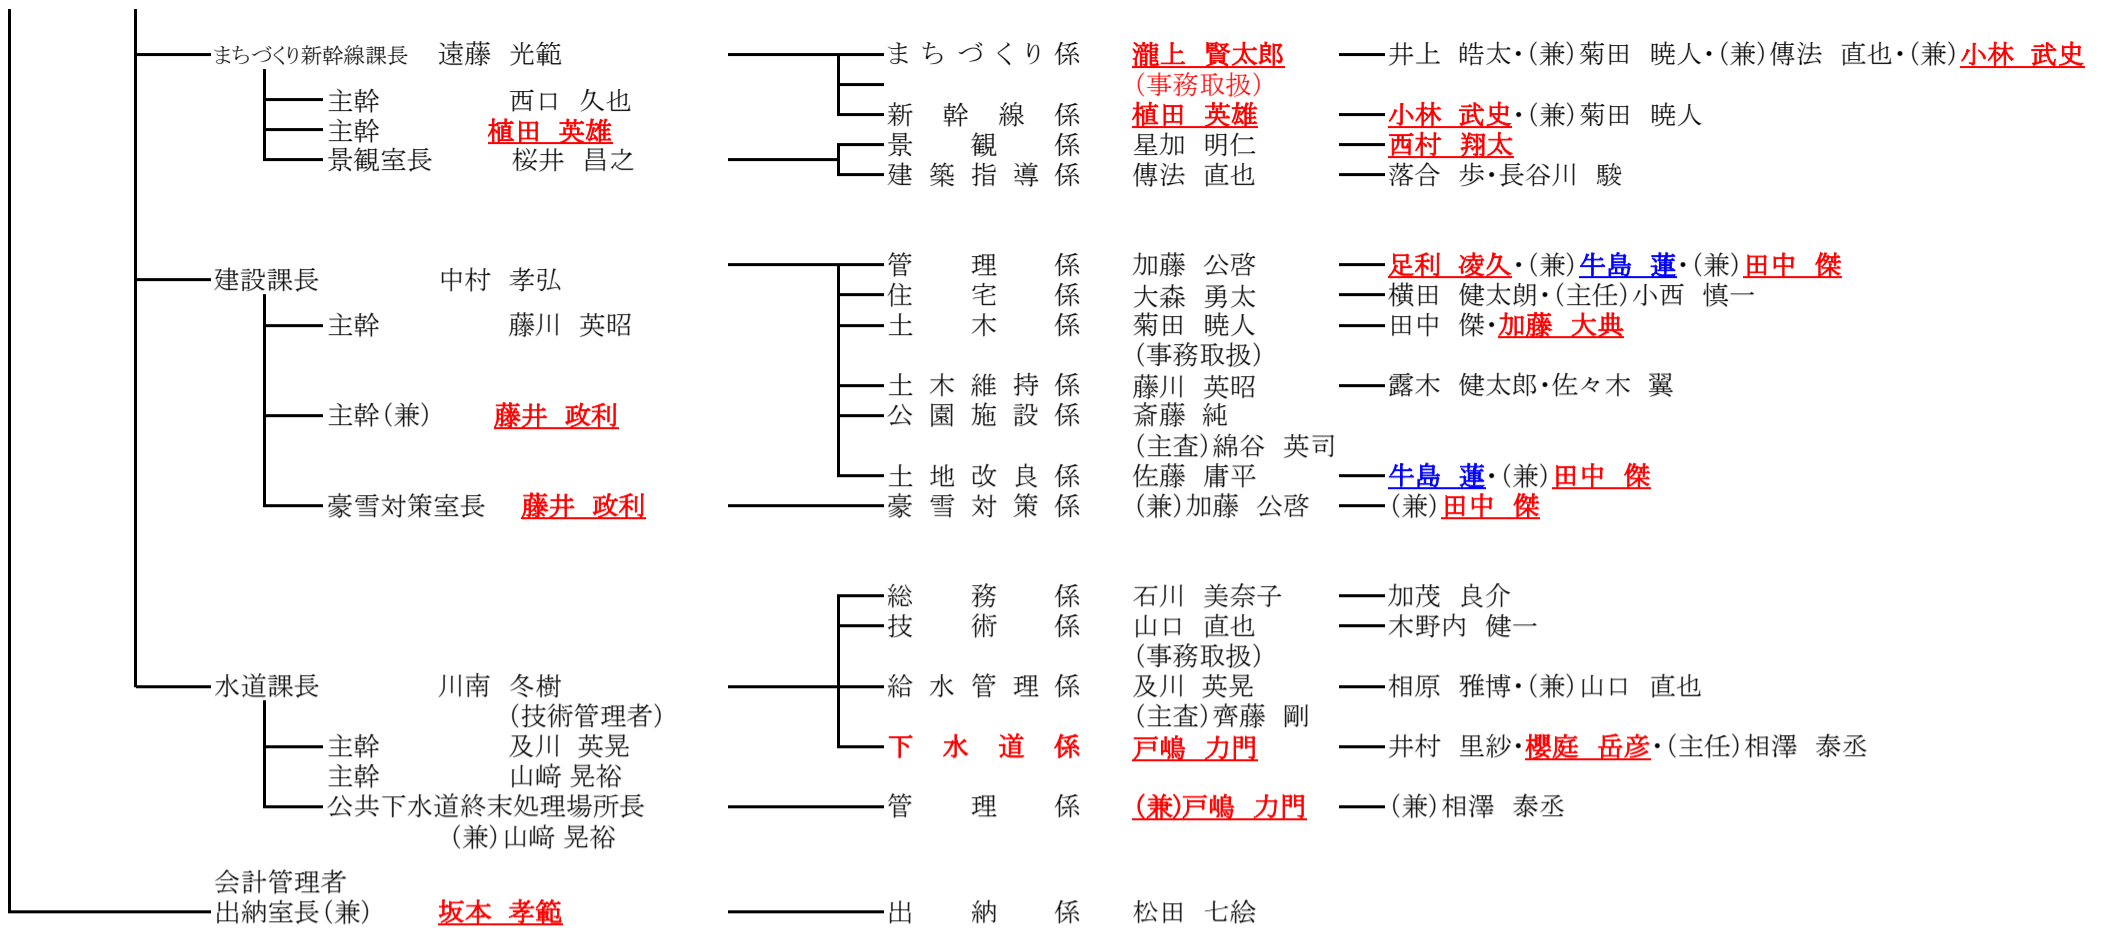 まちづくり新幹線課長 遠藤 光範 まちづくり係 瀧上 賢太郎 井上 皓太・(兼)菊田 暁人・(兼)傳法 直也・(兼)小林 武史
(事務取扱)
主幹 西口 久也
新幹線係 植田 英雄 小林 武史・(兼)菊田 暁人
主幹 植田 英雄
景観係 星加 明仁 西村 翔太
景観室長 桜井 昌之
建築指導係 傳法 直也 落合 歩・長谷川 駿
管理係 加藤 公啓 足利 凌久・(兼)牛島 蓮・(兼)田中 傑
建設課長 中村 孝弘
住宅係 大森 勇太 横田 健太朗・(主任)小西 慎一
主幹 藤川 英昭 土木係 菊田 暁人 田中 傑・加藤 大典
(事務取扱)
土木維持係 藤川 英昭 露木 健太郎・佐々木 翼
主幹(兼) 藤井 政利 公園施設係 斎藤 純
(主査)綿谷 英司
土地改良係 佐藤 庸平 牛島 蓮・(兼)田中 傑
豪雪対策室長 藤井 政利 豪雪対策係 (兼)加藤 公啓 (兼)田中 傑
総務係 石川 美奈子 加茂 良介
技術係 山口 直也 木野内 健一
(事務取扱)
水道課長 川南 冬樹 給水管理係 及川 英晃 相原 雅博・(兼)山口 直也
(技術管理者) (主査)齊藤 剛
主幹 及川 英晃 下水道係 戸嶋 力門 井村 里紗・櫻庭 岳彦・(主任)相澤 泰丞
主幹 山﨑 晃裕
公共下水道終末処理場所長 管理係 (兼)戸嶋 力門 (兼)相澤 泰丞
(兼)山﨑 晃裕
会計管理者
出納室長(兼) 坂本 孝範 出納係 松田 七絵